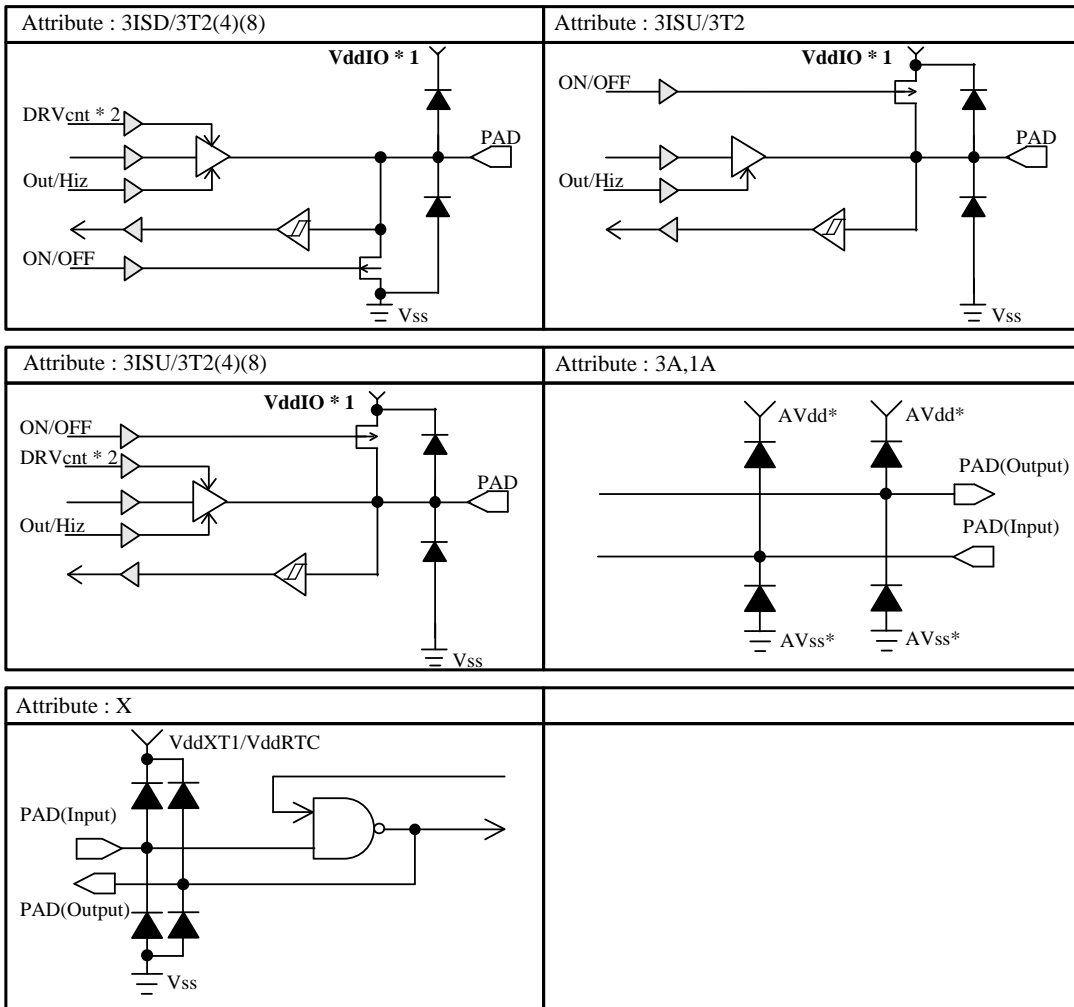 Attribute : 3ISD/3T2(4)(8)
VddIO * 1
DRVcnt * 2
PAD
Out/Hiz
ON/OFF
Vss
Attribute : 3ISU/3T2
VddIO * 1
ON/OFF
PAD
Out/Hiz
Vss
Attribute : 3ISU/3T2(4)(8)
VddIO * 1
ON/OFF
DRVcnt * 2
PAD
Out/Hiz
Vss
Attribute : 3A,1A
AVdd*
AVdd*
PAD(Output)
PAD(Input)
AVss*
AVss*
Attribute : X
VddXT1/VddRTC
PAD(Input)
PAD(Output)
Vss